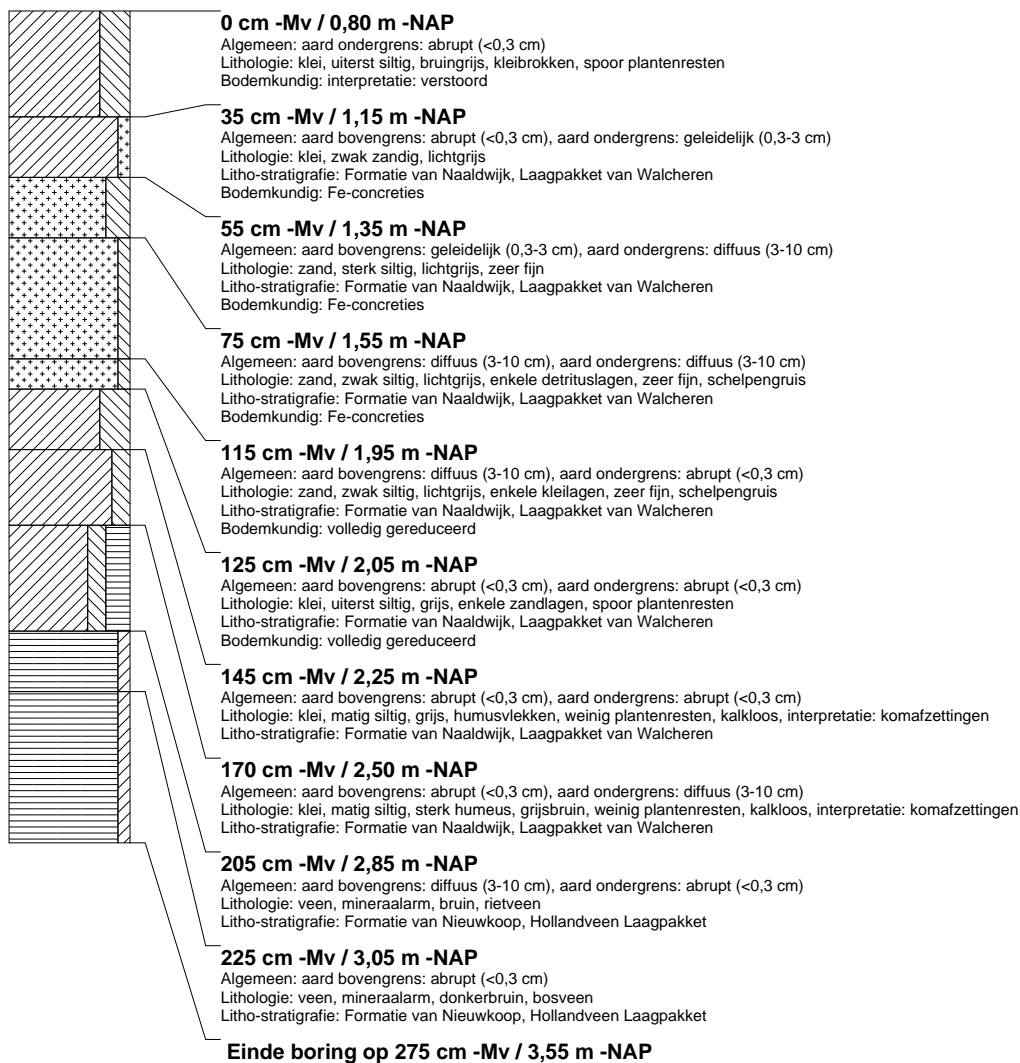 0 cm -Mv / 0,80 m -NAP
Algemeen: aard ondergrens: abrupt (<0,3 cm)
Lithologie: klei, uiterst siltig, bruingrijs, kleibrokken, spoor plantenresten
Bodemkundig: interpretatie: verstoord
35 cm -Mv / 1,15 m -NAP
Algemeen: aard bovengrens: abrupt (<0,3 cm), aard ondergrens: geleidelijk (0,3-3 cm)
Lithologie: klei, zwak zandig, lichtgrijs
Litho-stratigrafie: Formatie van Naaldwijk, Laagpakket van Walcheren
Bodemkundig: Fe-concreties
55 cm -Mv / 1,35 m -NAP
Algemeen: aard bovengrens: geleidelijk (0,3-3 cm), aard ondergrens: diffuus (3-10 cm)
Lithologie: zand, sterk siltig, lichtgrijs, zeer fijn
Litho-stratigrafie: Formatie van Naaldwijk, Laagpakket van Walcheren
Bodemkundig: Fe-concreties
75 cm -Mv / 1,55 m -NAP
Algemeen: aard bovengrens: diffuus (3-10 cm), aard ondergrens: diffuus (3-10 cm)
Lithologie: zand, zwak siltig, lichtgrijs, enkele detrituslagen, zeer fijn, schelpengruis
Litho-stratigrafie: Formatie van Naaldwijk, Laagpakket van Walcheren
Bodemkundig: Fe-concreties
115 cm -Mv / 1,95 m -NAP
Algemeen: aard bovengrens: diffuus (3-10 cm), aard ondergrens: abrupt (<0,3 cm)
Lithologie: zand, zwak siltig, lichtgrijs, enkele kleilagen, zeer fijn, schelpengruis
Litho-stratigrafie: Formatie van Naaldwijk, Laagpakket van Walcheren
Bodemkundig: volledig gereduceerd
125 cm -Mv / 2,05 m -NAP
Algemeen: aard bovengrens: abrupt (<0,3 cm), aard ondergrens: abrupt (<0,3 cm)
Lithologie: klei, uiterst siltig, grijs, enkele zandlagen, spoor plantenresten
Litho-stratigrafie: Formatie van Naaldwijk, Laagpakket van Walcheren
Bodemkundig: volledig gereduceerd
145 cm -Mv / 2,25 m -NAP
Algemeen: aard bovengrens: abrupt (<0,3 cm), aard ondergrens: abrupt (<0,3 cm)
Lithologie: klei, matig siltig, grijs, humusvlekken, weinig plantenresten, kalkloos, interpretatie: komafzettingen
Litho-stratigrafie: Formatie van Naaldwijk, Laagpakket van Walcheren
170 cm -Mv / 2,50 m -NAP
Algemeen: aard bovengrens: abrupt (<0,3 cm), aard ondergrens: diffuus (3-10 cm)
Lithologie: klei, matig siltig, sterk humeus, grijsbruin, weinig plantenresten, kalkloos, interpretatie: komafzettingen
Litho-stratigrafie: Formatie van Naaldwijk, Laagpakket van Walcheren
205 cm -Mv / 2,85 m -NAP
Algemeen: aard bovengrens: diffuus (3-10 cm), aard ondergrens: abrupt (<0,3 cm)
Lithologie: veen, mineraalarm, bruin, rietveen
Litho-stratigrafie: Formatie van Nieuwkoop, Hollandveen Laagpakket
225 cm -Mv / 3,05 m -NAP
Algemeen: aard bovengrens: abrupt (<0,3 cm)
Lithologie: veen, mineraalarm, donkerbruin, bosveen
Litho-stratigrafie: Formatie van Nieuwkoop, Hollandveen Laagpakket
Einde boring op 275 cm -Mv / 3,55 m -NAP